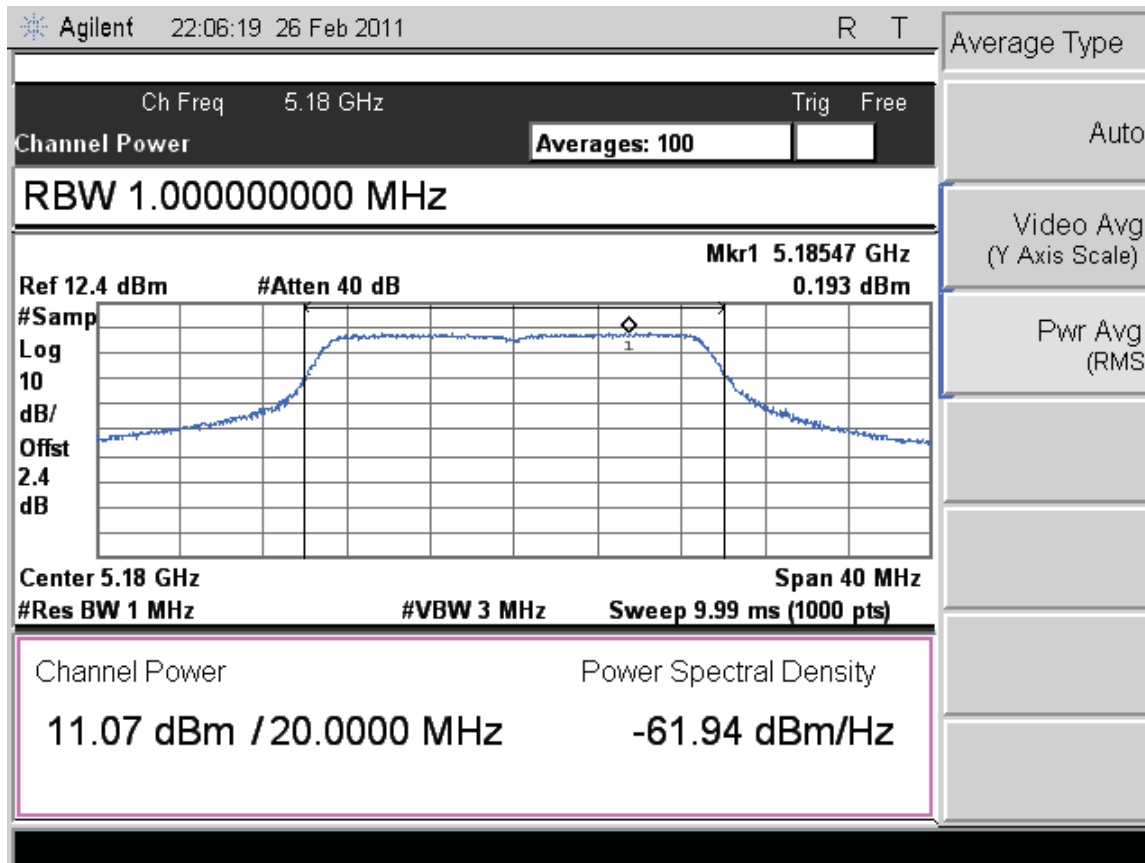 Agilent 22:06:19 26 Feb 2011 R T
Average Type
Ch Freq 5.18 GHz Trig Free
Channel Power Averages: 100
Auto
RBW 1.000000000 MHz
Video Avg
(Y Axis Scale)
Mkr1 5.18547 GHz
Ref 12.4 dBm #Atten 40 dB 0.193 dBm
#Samp
Log
10
dB/
Offst
2.4
dB
1
Pwr Avg
(RMS
Center 5.18 GHz Span 40 MHz
#Res BW 1 MHz #VBW 3 MHz Sweep 9.99 ms (1000 pts)
Channel Power Power Spectral Density
11.07 dBm / 20.0000 MHz -61.94 dBm/Hz